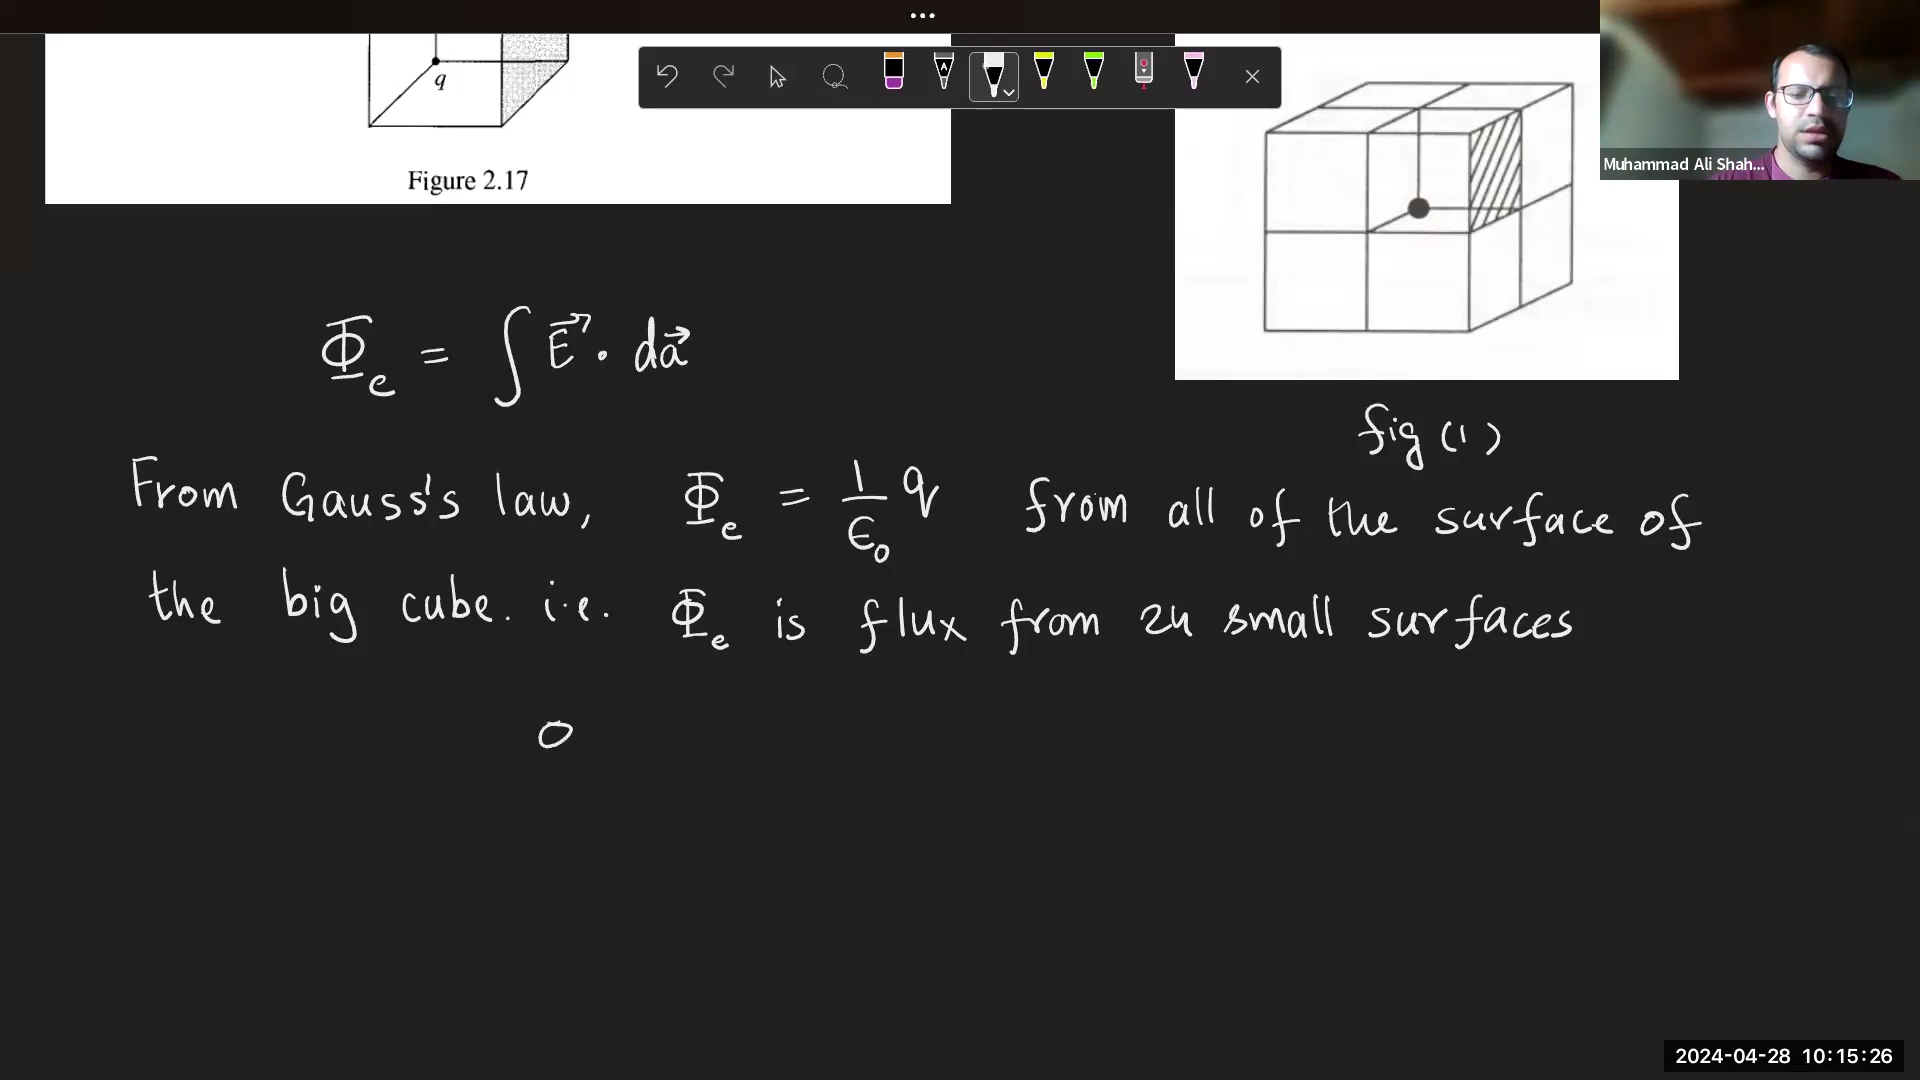 q
Figure 2.17
A
Muhammad Ali Shah...
fig (1)
Φₑ = ∫ E⃗ · da⃗
From Gauss's law, Φₑ = 1/ϵ₀ q from all of the surface of
the big cube. i.e. Φₑ is flux from 24 small surfaces
O
2024-04-28 10:15:26